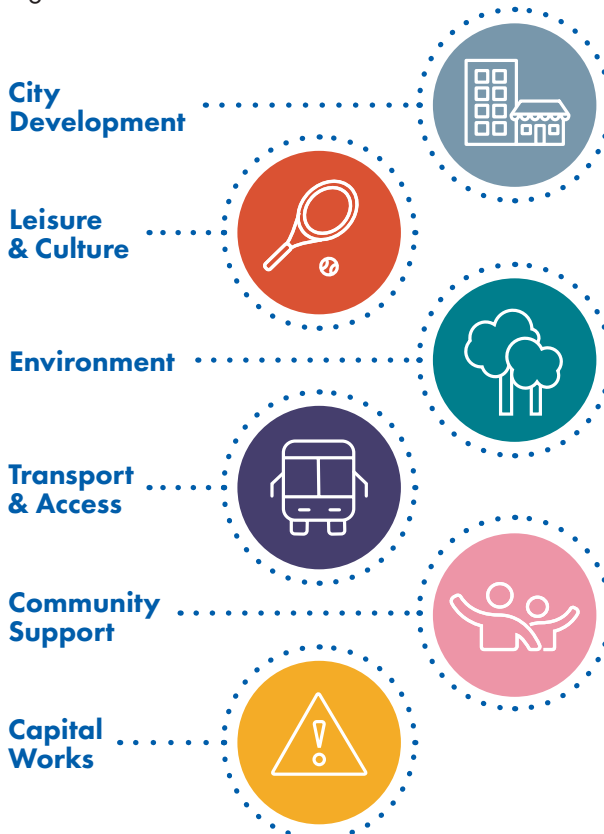 City
Development
Leisure
& Culture
Environment
Transport
& Access
Community
Support
Capital
Works